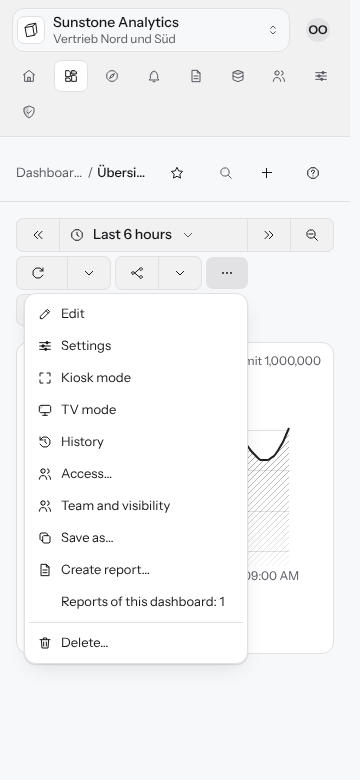 Sunstone Analytics
Vertrieb Nord und Süd
OO
Dashboar... / Übersi...
Last 6 hours
Edit
Settings
Kiosk mode
TV mode
History
Access...
Team and visibility
Save as...
Create report...
Reports of this dashboard: 1
Delete...
mit 1,000,000
09:00 AM